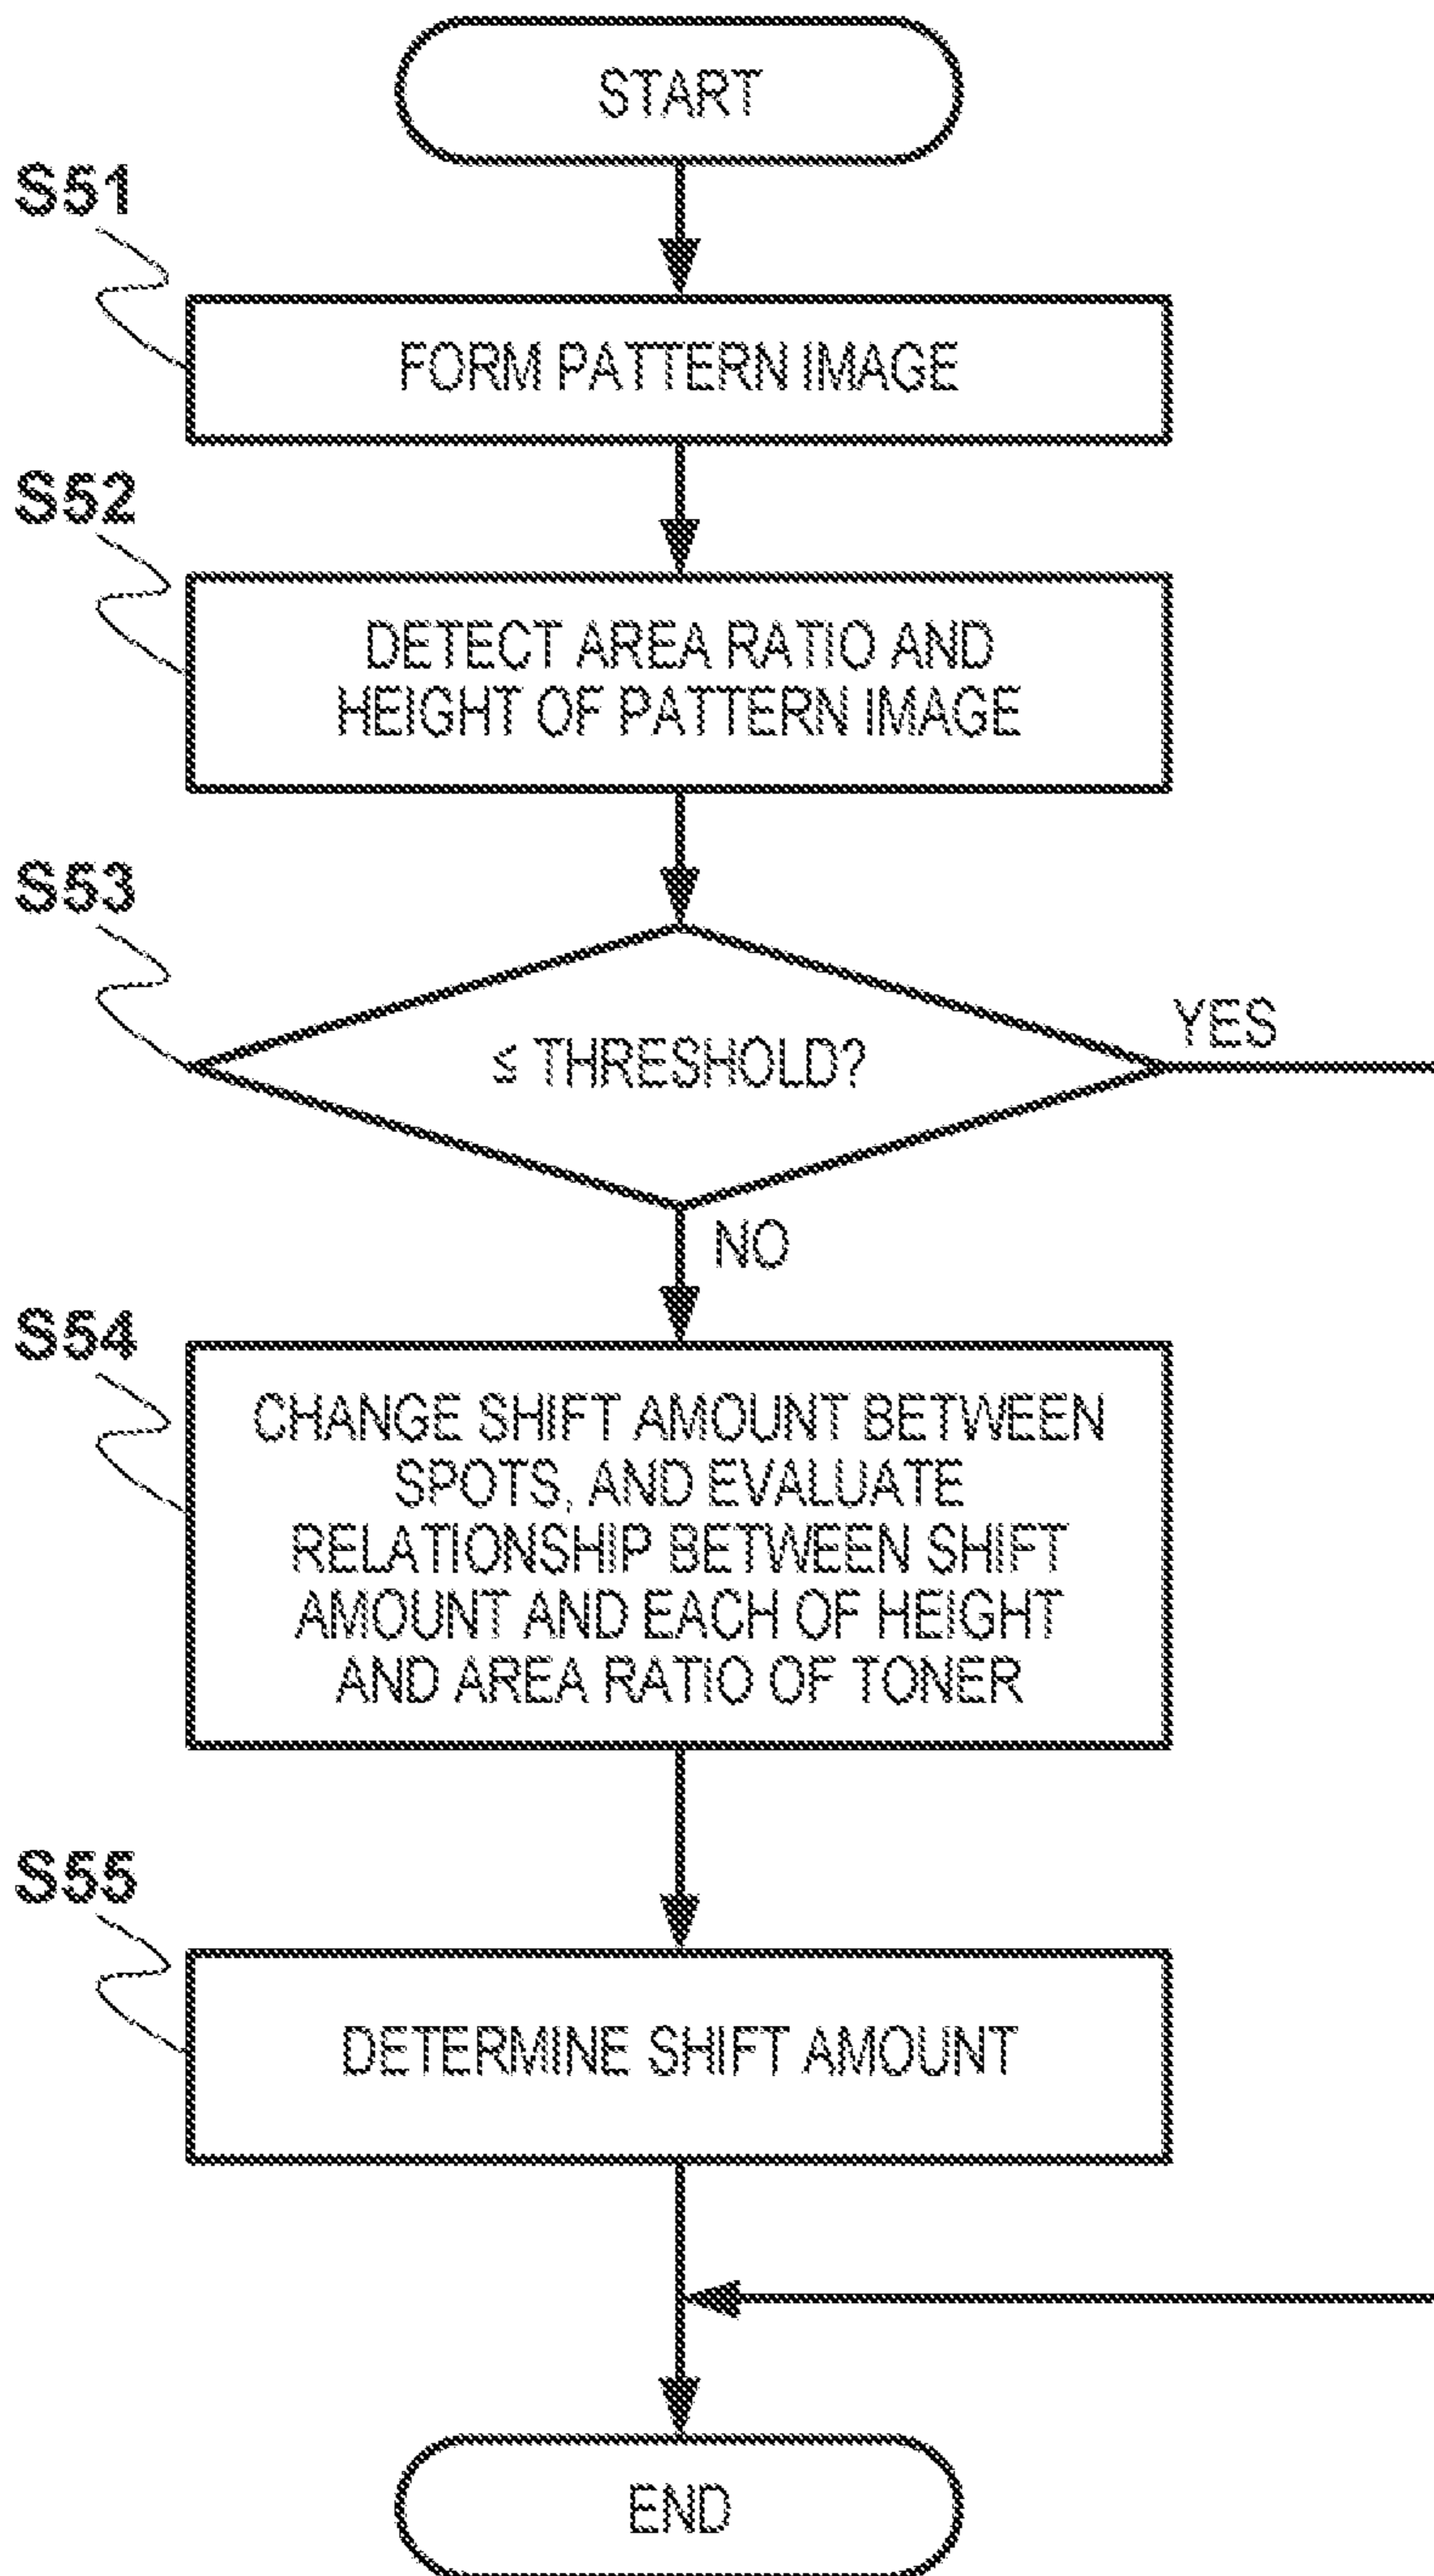 START
S51
FORM PATTERN IMAGE
S52
DETECT AREA RATIO AND
HEIGHT OF PATTERN IMAGE
S53
YES
≤ THRESHOLD?
NO
S54
CHANGE SHIFT AMOUNT BETWEEN
SPOTS, AND EVALUATE
RELATIONSHIP BETWEEN SHIFT
AMOUNT AND EACH OF HEIGHT
AND AREA RATIO OF TONER
S55
DETERMINE SHIFT AMOUNT
END